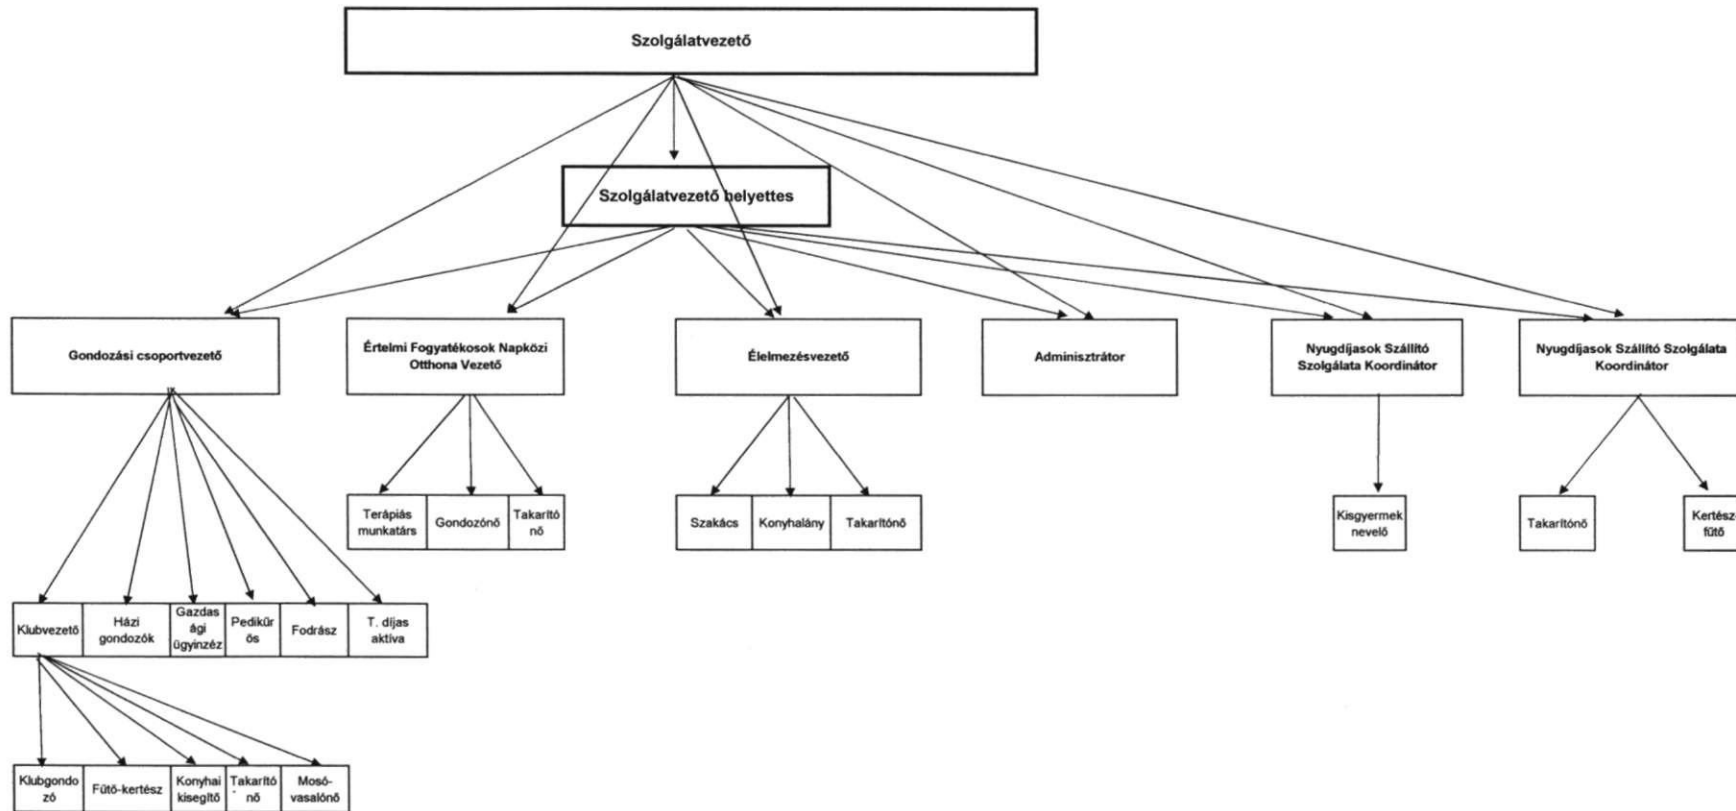 Szolgálatvezető
Szolgálatvezető helyettes
Gondozási csoportvezető
Értelmi Fogyatékosok Napközi
Otthona Vezető
Élelmezésvezető
Adminisztrátor
Nyugdíjasok Szállító
Szolgálata Koordinátor
Nyugdíjasok Szállító Szolgálata
Koordinátor
Terápiás
munkatárs
Gondozónő
Takarító
nő
Szakács
Konyhalány
Takarítónő
Kisgyermek
nevelő
Takarítónő
Kertész-
fűtő
Klubvezető
Házi
gondozók
Gazdas
ági
ügyinzéz
Pedikűr
ös
Fodrász
T. díjas
aktíva
Klubgondo
zó
Fűtő-kertész
Konyhai
kisegítő
Takarító
nő
Mosó-
vasalónő